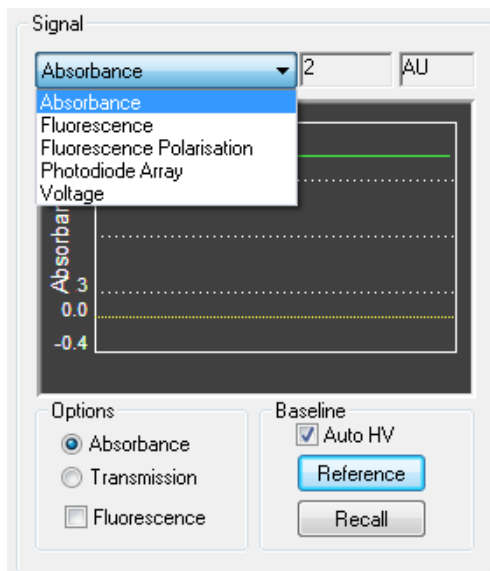 Signal
Absorbance 2 AU
Absorbance
Fluorescence
Fluorescence Polarisation
Photodiode Array
Voltage
3
0.0
-0.4
Options
Absorbance
Transmission
Fluorescence
Baseline
Auto HV
Reference
Recall